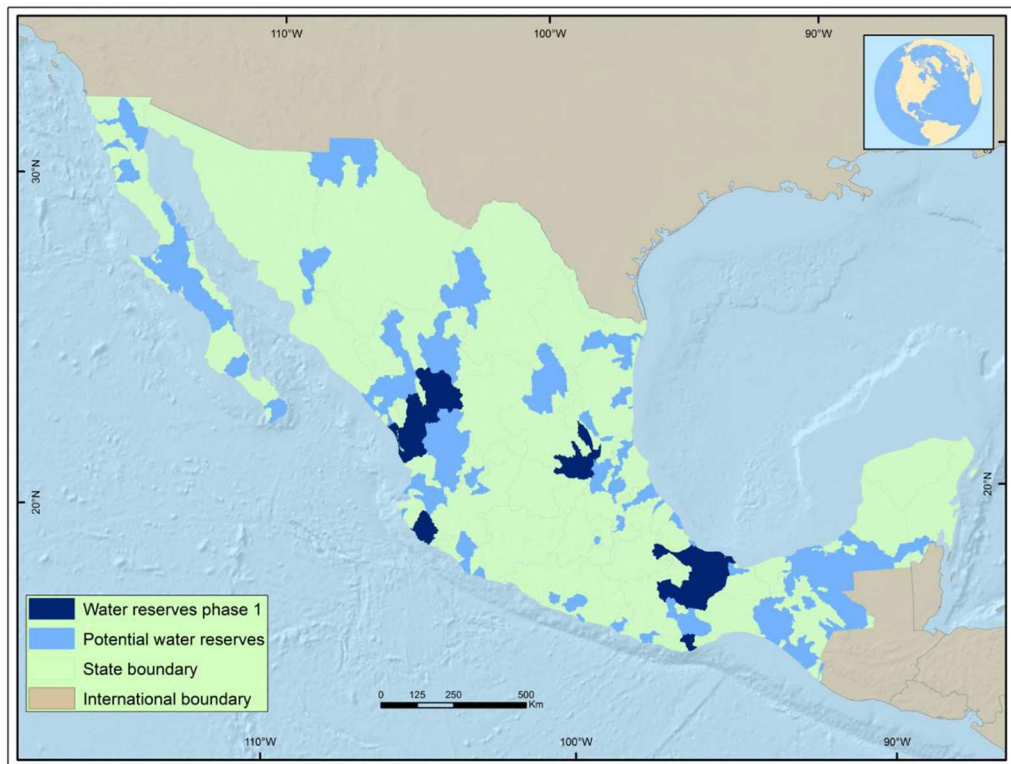 110°W 100°W 90°W
30°N
20°N 20°N
Water reserves phase 1
Potential water reserves
State boundary
International boundary
0 125 250 500
Km
110°W 100°W 90°W